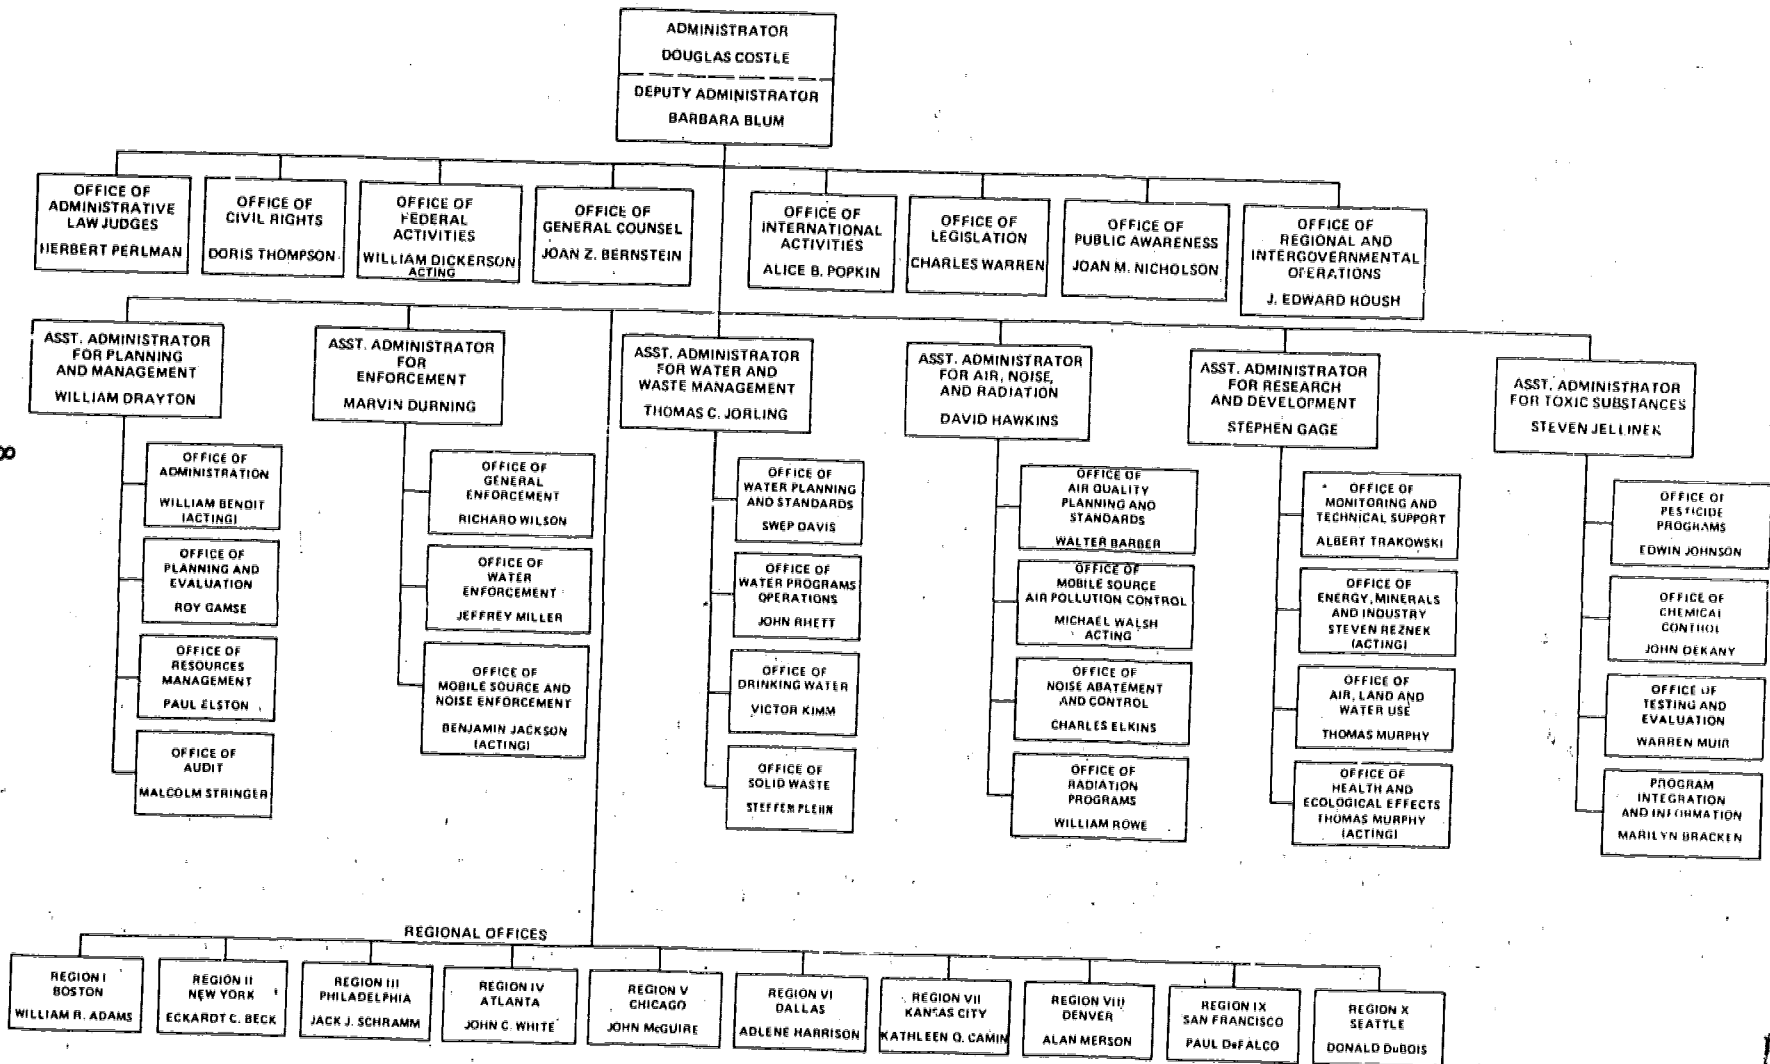 ADMINISTRATOR
DOUGLAS COSTLE
DEPUTY ADMINISTRATOR
BARBARA BLUM
OFFICE OF
ADMINISTRATIVE
LAW JUDGES
HERBERT PERLMAN
OFFICE OF
CIVIL RIGHTS
DORIS THOMPSON
OFFICE OF
FEDERAL
ACTIVITIES
WILLIAM DICKERSON
ACTING
OFFICE OF
GENERAL COUNSEL
JOAN Z. BERNSTEIN
OFFICE OF
INTERNATIONAL
ACTIVITIES
ALICE B. POPKIN
OFFICE OF
LEGISLATION
CHARLES WARREN
OFFICE OF
PUBLIC AWARENESS
JOAN M. NICHOLSON
OFFICE OF
REGIONAL AND
INTERGOVERNMENTAL
OPERATIONS
J. EDWARD ROUSH
ASST. ADMINISTRATOR
FOR PLANNING
AND MANAGEMENT
WILLIAM DRAYTON
ASST. ADMINISTRATOR
FOR
ENFORCEMENT
MARVIN DURNING
ASST. ADMINISTRATOR
FOR WATER AND
WASTE MANAGEMENT
THOMAS C. JORLING
ASST. ADMINISTRATOR
FOR AIR, NOISE,
AND RADIATION
DAVID HAWKINS
ASST. ADMINISTRATOR
FOR RESEARCH
AND DEVELOPMENT
STEPHEN GAGE
ASST. ADMINISTRATOR
FOR TOXIC SUBSTANCES
STEVEN JELLINEK
8
OFFICE OF
ADMINISTRATION
WILLIAM BENOIT
(ACTING)
OFFICE OF
PLANNING AND
EVALUATION
ROY GAMSE
OFFICE OF
RESOURCES
MANAGEMENT
PAUL ELSTON
OFFICE OF
AUDIT
MALCOLM STRINGER
OFFICE OF
GENERAL
ENFORCEMENT
RICHARD WILSON
OFFICE OF
WATER
ENFORCEMENT
JEFFREY MILLER
OFFICE OF
MOBILE SOURCE AND
NOISE ENFORCEMENT
BENJAMIN JACKSON
(ACTING)
OFFICE OF
WATER PLANNING
AND STANDARDS
SWEP DAVIS
OFFICE OF
WATER PROGRAMS
OPERATIONS
JOHN RHETT
OFFICE OF
DRINKING WATER
VICTOR KIMM
OFFICE OF
SOLID WASTE
STEFFEN PLEHN
OFFICE OF
AIR QUALITY
PLANNING AND
STANDARDS
WALTER BARBER
OFFICE OF
MOBILE SOURCE
AIR POLLUTION CONTROL
MICHAEL WALSH
ACTING
OFFICE OF
NOISE ABATEMENT
AND CONTROL
CHARLES ELKINS
OFFICE OF
RADIATION
PROGRAMS
WILLIAM ROWE
OFFICE OF
MONITORING AND
TECHNICAL SUPPORT
ALBERT TRAKOWSKI
OFFICE OF
ENERGY, MINERALS
AND INDUSTRY
STEVEN REZNEK
(ACTING)
OFFICE OF
AIR, LAND AND
WATER USE
THOMAS MURPHY
OFFICE OF
HEALTH AND
ECOLOGICAL EFFECTS
THOMAS MURPHY
(ACTING)
OFFICE OF
PESTICIDE
PROGRAMS
EDWIN JOHNSON
OFFICE OF
CHEMICAL
CONTROL
JOHN DEKANY
OFFICE OF
TESTING AND
EVALUATION
WARREN MUIR
PROGRAM
INTEGRATION
AND INFORMATION
MARILYN BRACKEN
REGIONAL OFFICES
REGION I
BOSTON
WILLIAM R. ADAMS
REGION II
NEW YORK
ECKARDT C. BECK
REGION III
PHILADELPHIA
JACK J. SCHRAMM
REGION IV
ATLANTA
JOHN C. WHITE
REGION V
CHICAGO
JOHN McGUIRE
REGION VI
DALLAS
ADLENE HARRISON
REGION VII
KANSAS CITY
KATHLEEN Q. CAMIN
REGION VIII
DENVER
ALAN MERSON
REGION IX
SAN FRANCISCO
PAUL DeFALCO
REGION X
SEATTLE
DONALD DuBOIS